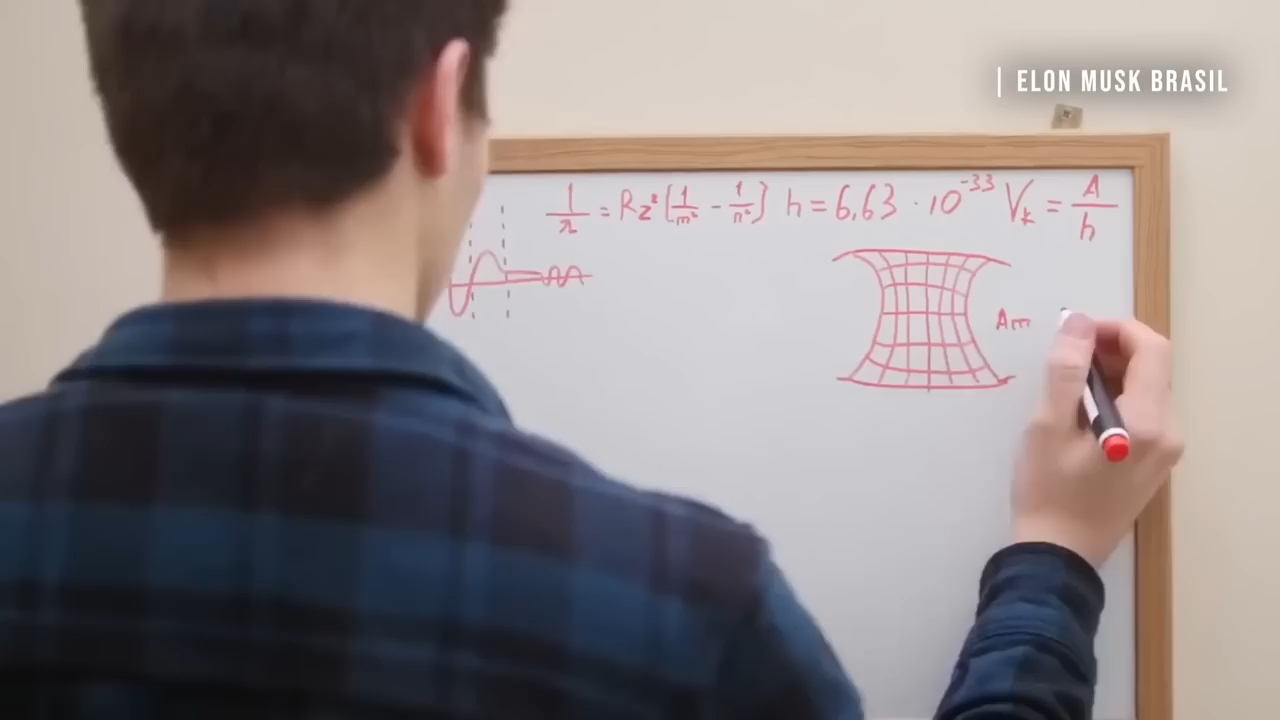 ELON MUSK BRASIL
1/λ = Rz²[1/m² - 1/n²] h = 6,63 · 10⁻³³ Vₖ = A/h
Am